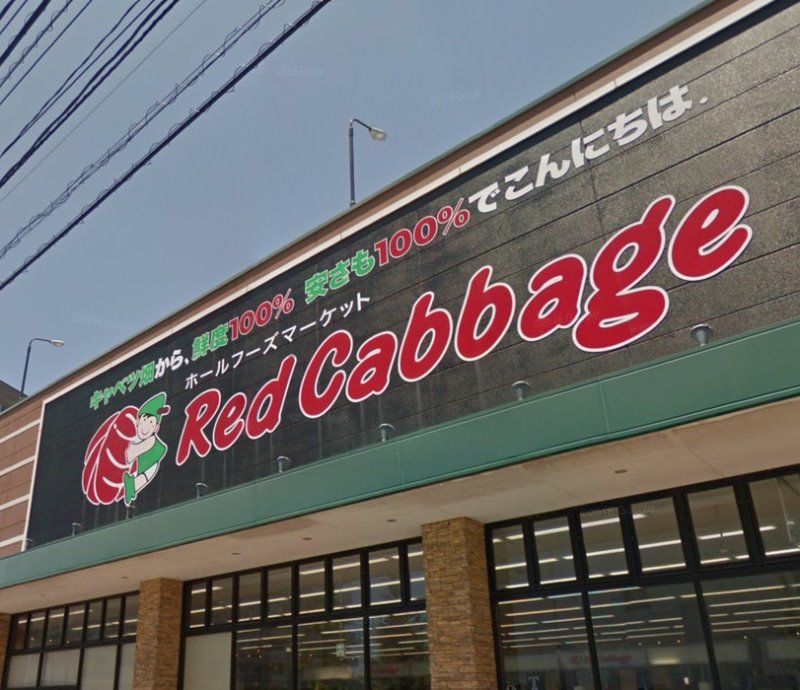 キャベツ畑から、鮮度100% 安さも100%でこんにちは.
ホールフーズマーケット
Red Cabbage